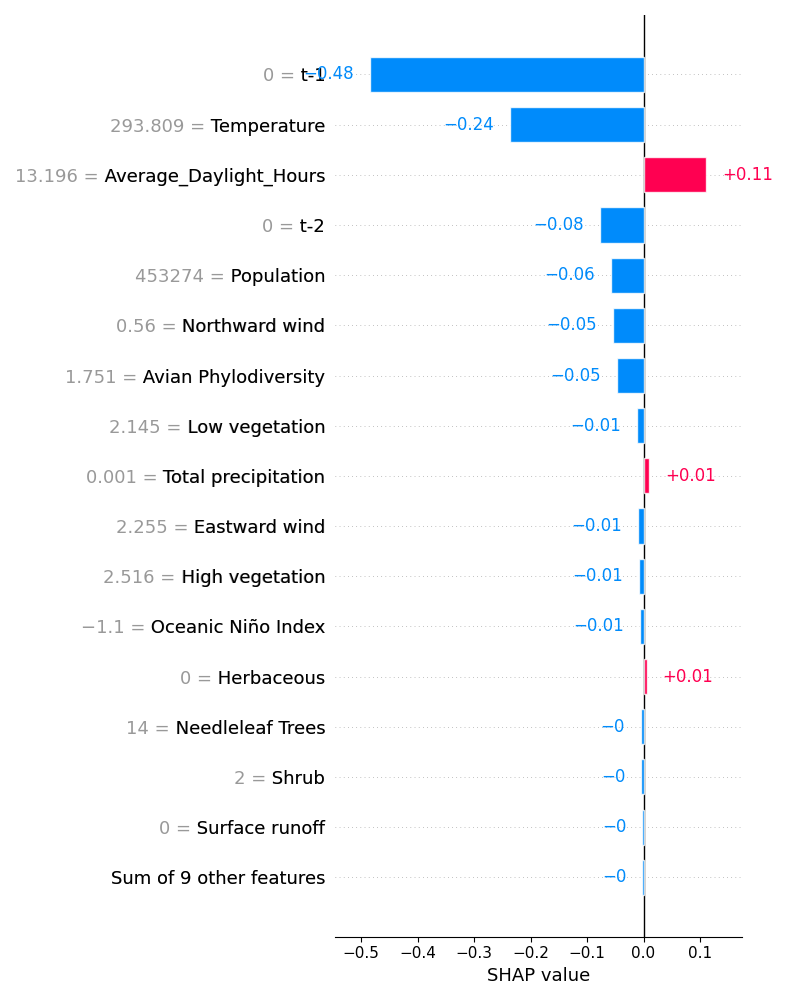 0 = t-1 −0.48
293.809 = Temperature −0.24
13.196 = Average_Daylight_Hours +0.11
0 = t-2 −0.08
453274 = Population −0.06
0.56 = Northward wind −0.05
1.751 = Avian Phylodiversity −0.05
2.145 = Low vegetation −0.01
0.001 = Total precipitation +0.01
2.255 = Eastward wind −0.01
2.516 = High vegetation −0.01
−1.1 = Oceanic Niño Index −0.01
0 = Herbaceous +0.01
14 = Needleleaf Trees −0
2 = Shrub −0
0 = Surface runoff −0
Sum of 9 other features −0
−0.5 −0.4 −0.3 −0.2 −0.1 0.0 0.1
SHAP value